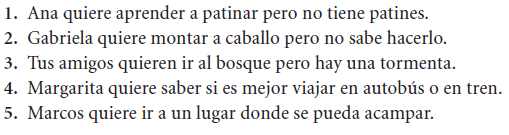 1. Ana quiere aprender a patinar pero no tiene patines.
2. Gabriela quiere montar a caballo pero no sabe hacerlo.
3. Tus amigos quieren ir al bosque pero hay una tormenta.
4. Margarita quiere saber si es mejor viajar en autobús o en tren.
5. Marcos quiere ir a un lugar donde se pueda acampar.